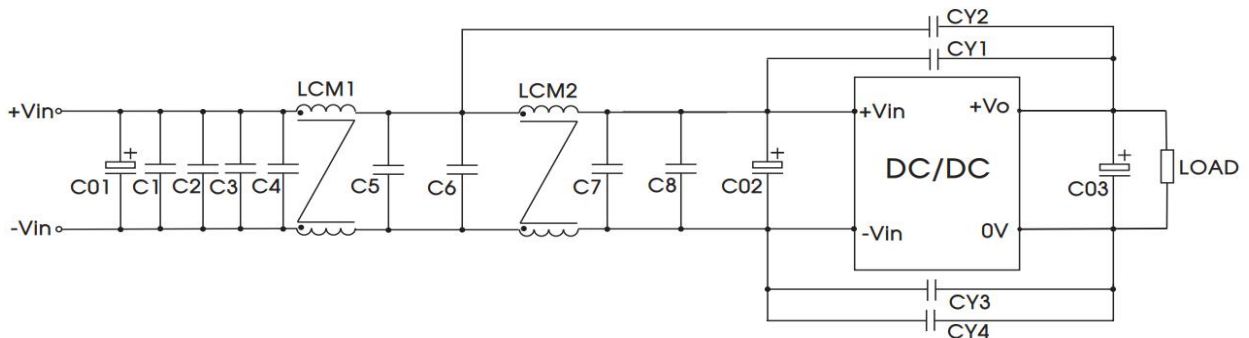 CY2
CY1
LCM1
LCM2
+Vin
+Vin
+Vo
+
C01
C1
C2
C3
C4
C5
C6
C7
C8
+
C02
DC/DC
+
C03
LOAD
-Vin
-Vin
0V
CY3
CY4